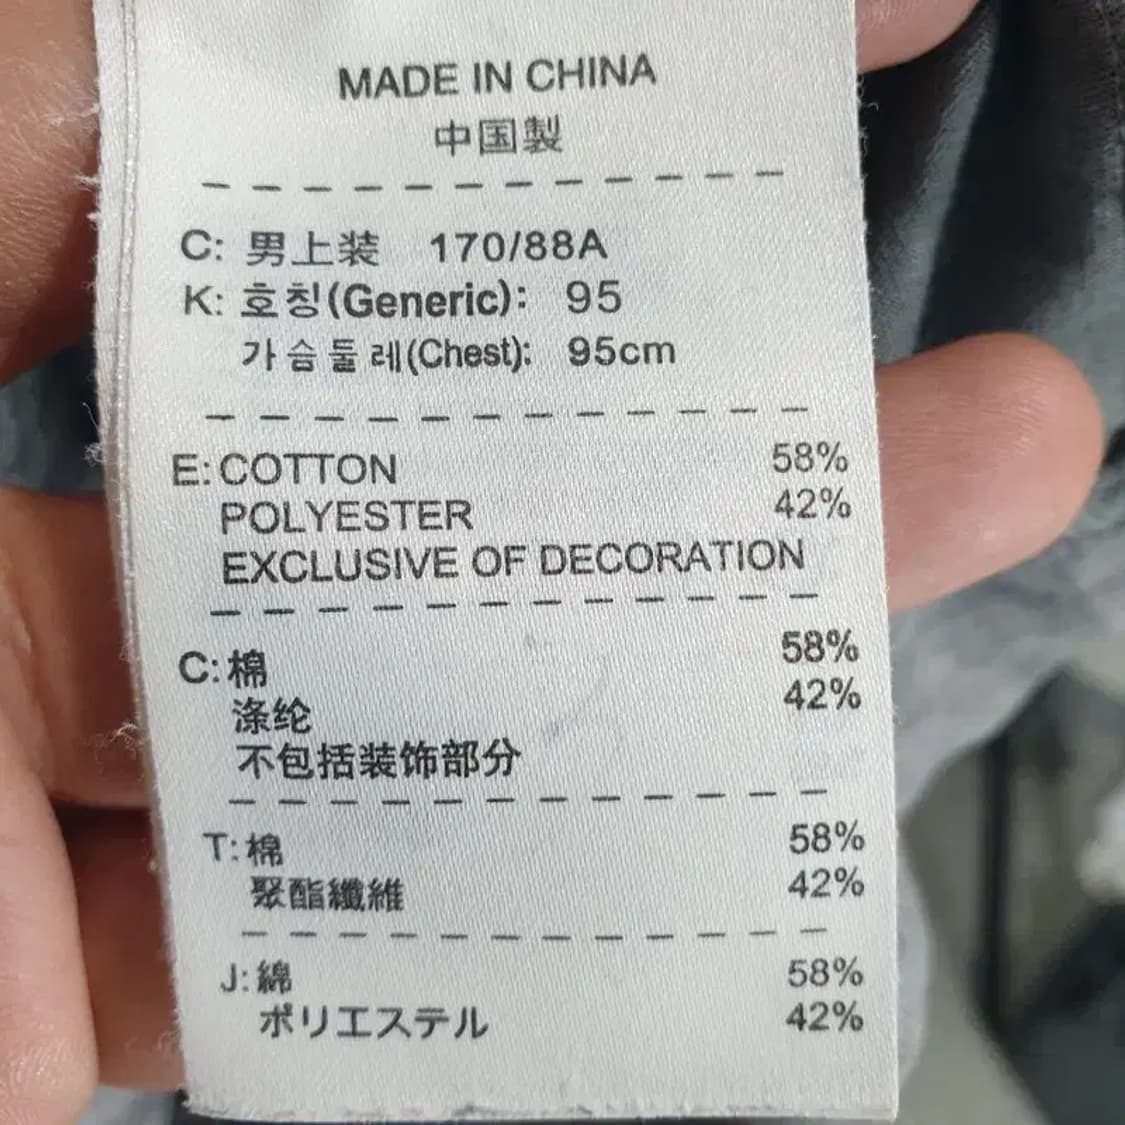 MADE IN CHINA
中国製
C: 男上装 170/88A
K: 호칭(Generic): 95
가슴둘레(Chest): 95cm
E: COTTON 58%
POLYESTER 42%
EXCLUSIVE OF DECORATION
C: 棉 58%
涤纶 42%
不包括装饰部分
T: 棉 58%
聚酯纖維 42%
J: 綿 58%
ポリエステル 42%